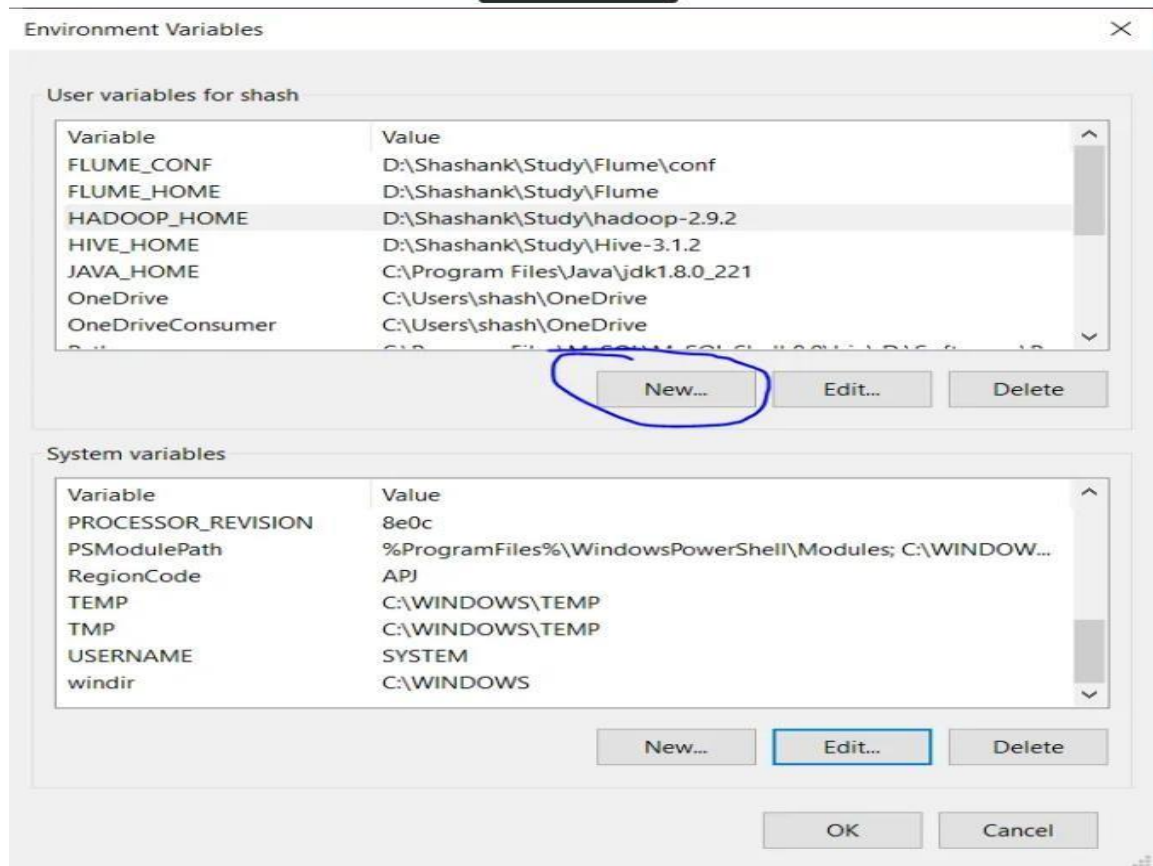 Environment Variables
User variables for shash
Variable Value
FLUME_CONF D:\Shashank\Study\Flume\conf
FLUME_HOME D:\Shashank\Study\Flume
HADOOP_HOME D:\Shashank\Study\hadoop-2.9.2
HIVE_HOME D:\Shashank\Study\Hive-3.1.2
JAVA_HOME C:\Program Files\Java\jdk1.8.0_221
OneDrive C:\Users\shash\OneDrive
OneDriveConsumer C:\Users\shash\OneDrive
New... Edit... Delete
System variables
Variable Value
PROCESSOR_REVISION 8e0c
PSModulePath %ProgramFiles%\WindowsPowerShell\Modules; C:\WINDOW...
RegionCode APJ
TEMP C:\WINDOWS\TEMP
TMP C:\WINDOWS\TEMP
USERNAME SYSTEM
windir C:\WINDOWS
New... Edit... Delete
OK Cancel